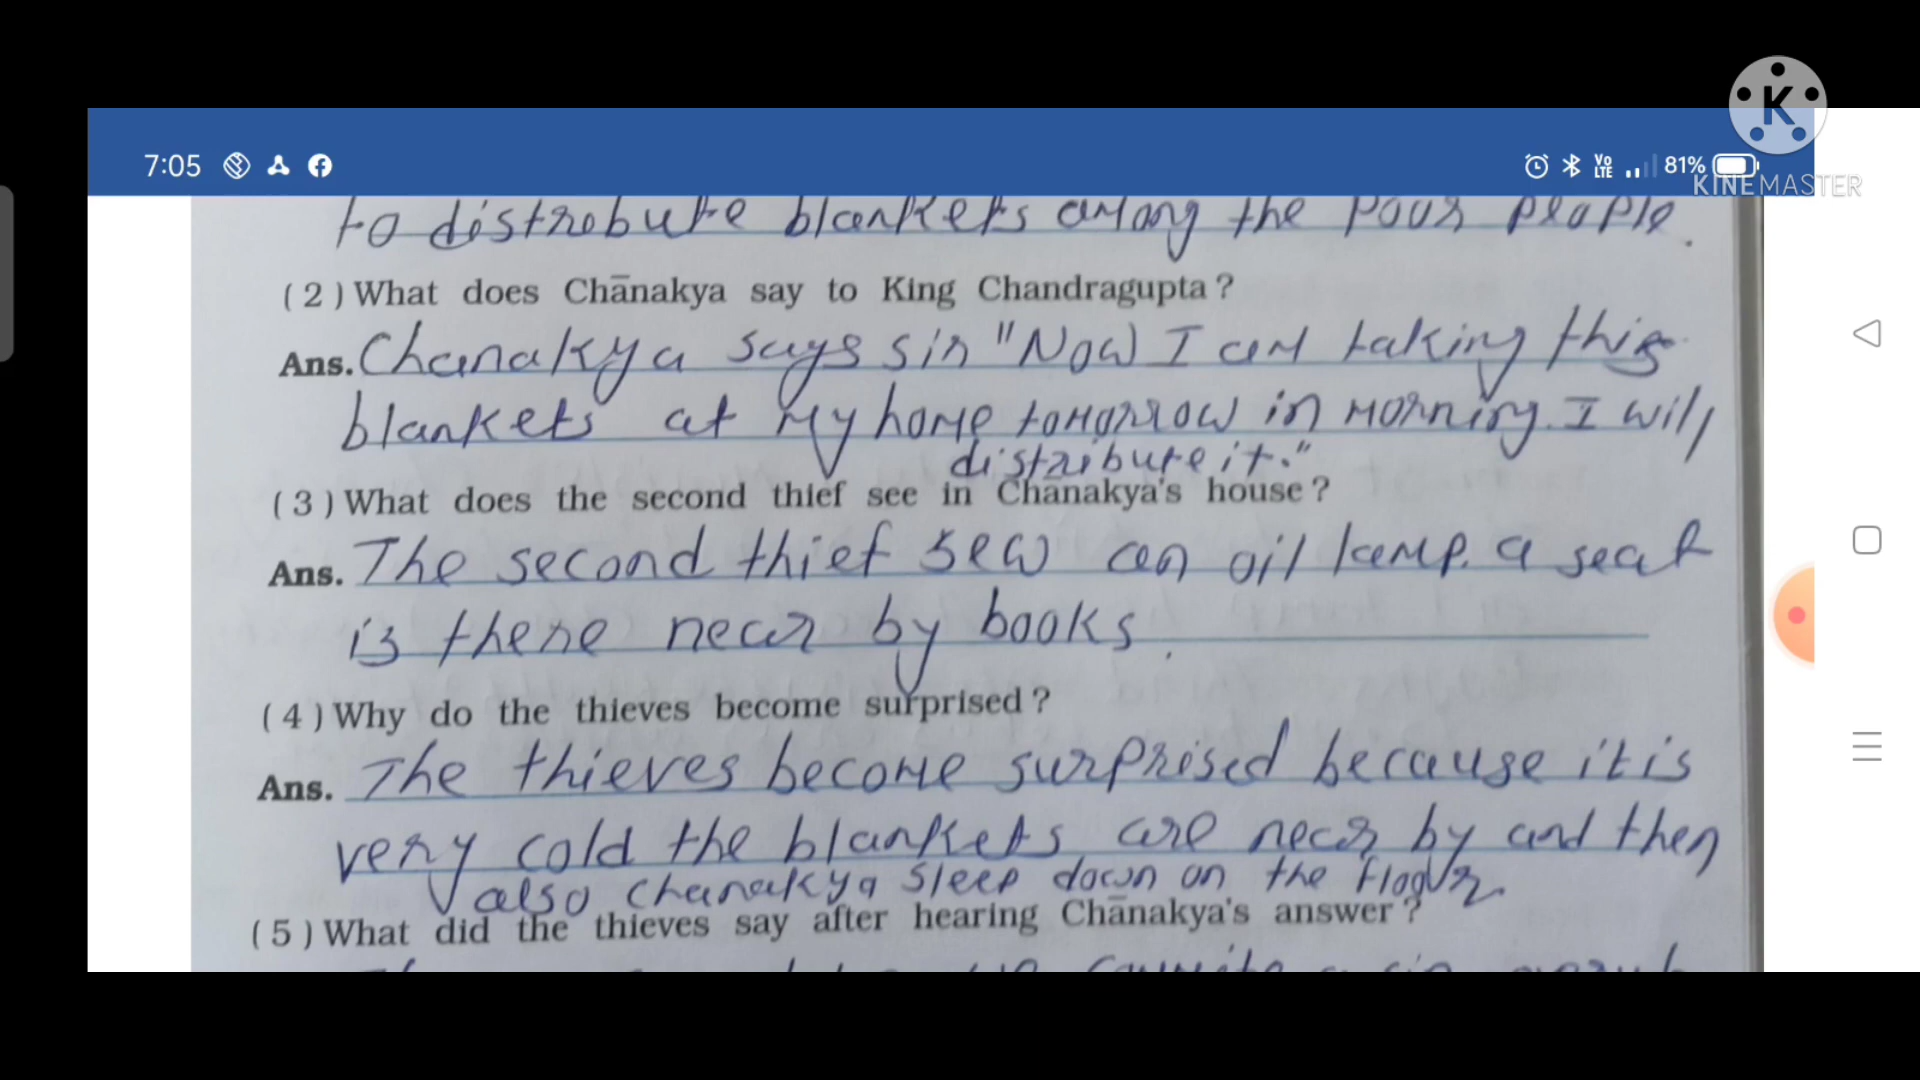 7:05
Vo LTE
81%
K
KINEMASTER
to distrobute blankets among the poor people.
(2) What does Chānakya say to King Chandragupta?
Ans. Chanakya says sir "Now I am taking this
blankets at my home tomorrow in morning. I will
distribute it."
(3) What does the second thief see in Chānakya's house?
Ans. The second thief sew an oil lamp. a seat
is there near by books.
(4) Why do the thieves become surprised?
Ans. The thieves become surprised because it is
very cold the blankets are near by and then
also chanakya sleep down on the floour.
(5) What did the thieves say after hearing Chānakya's answer?